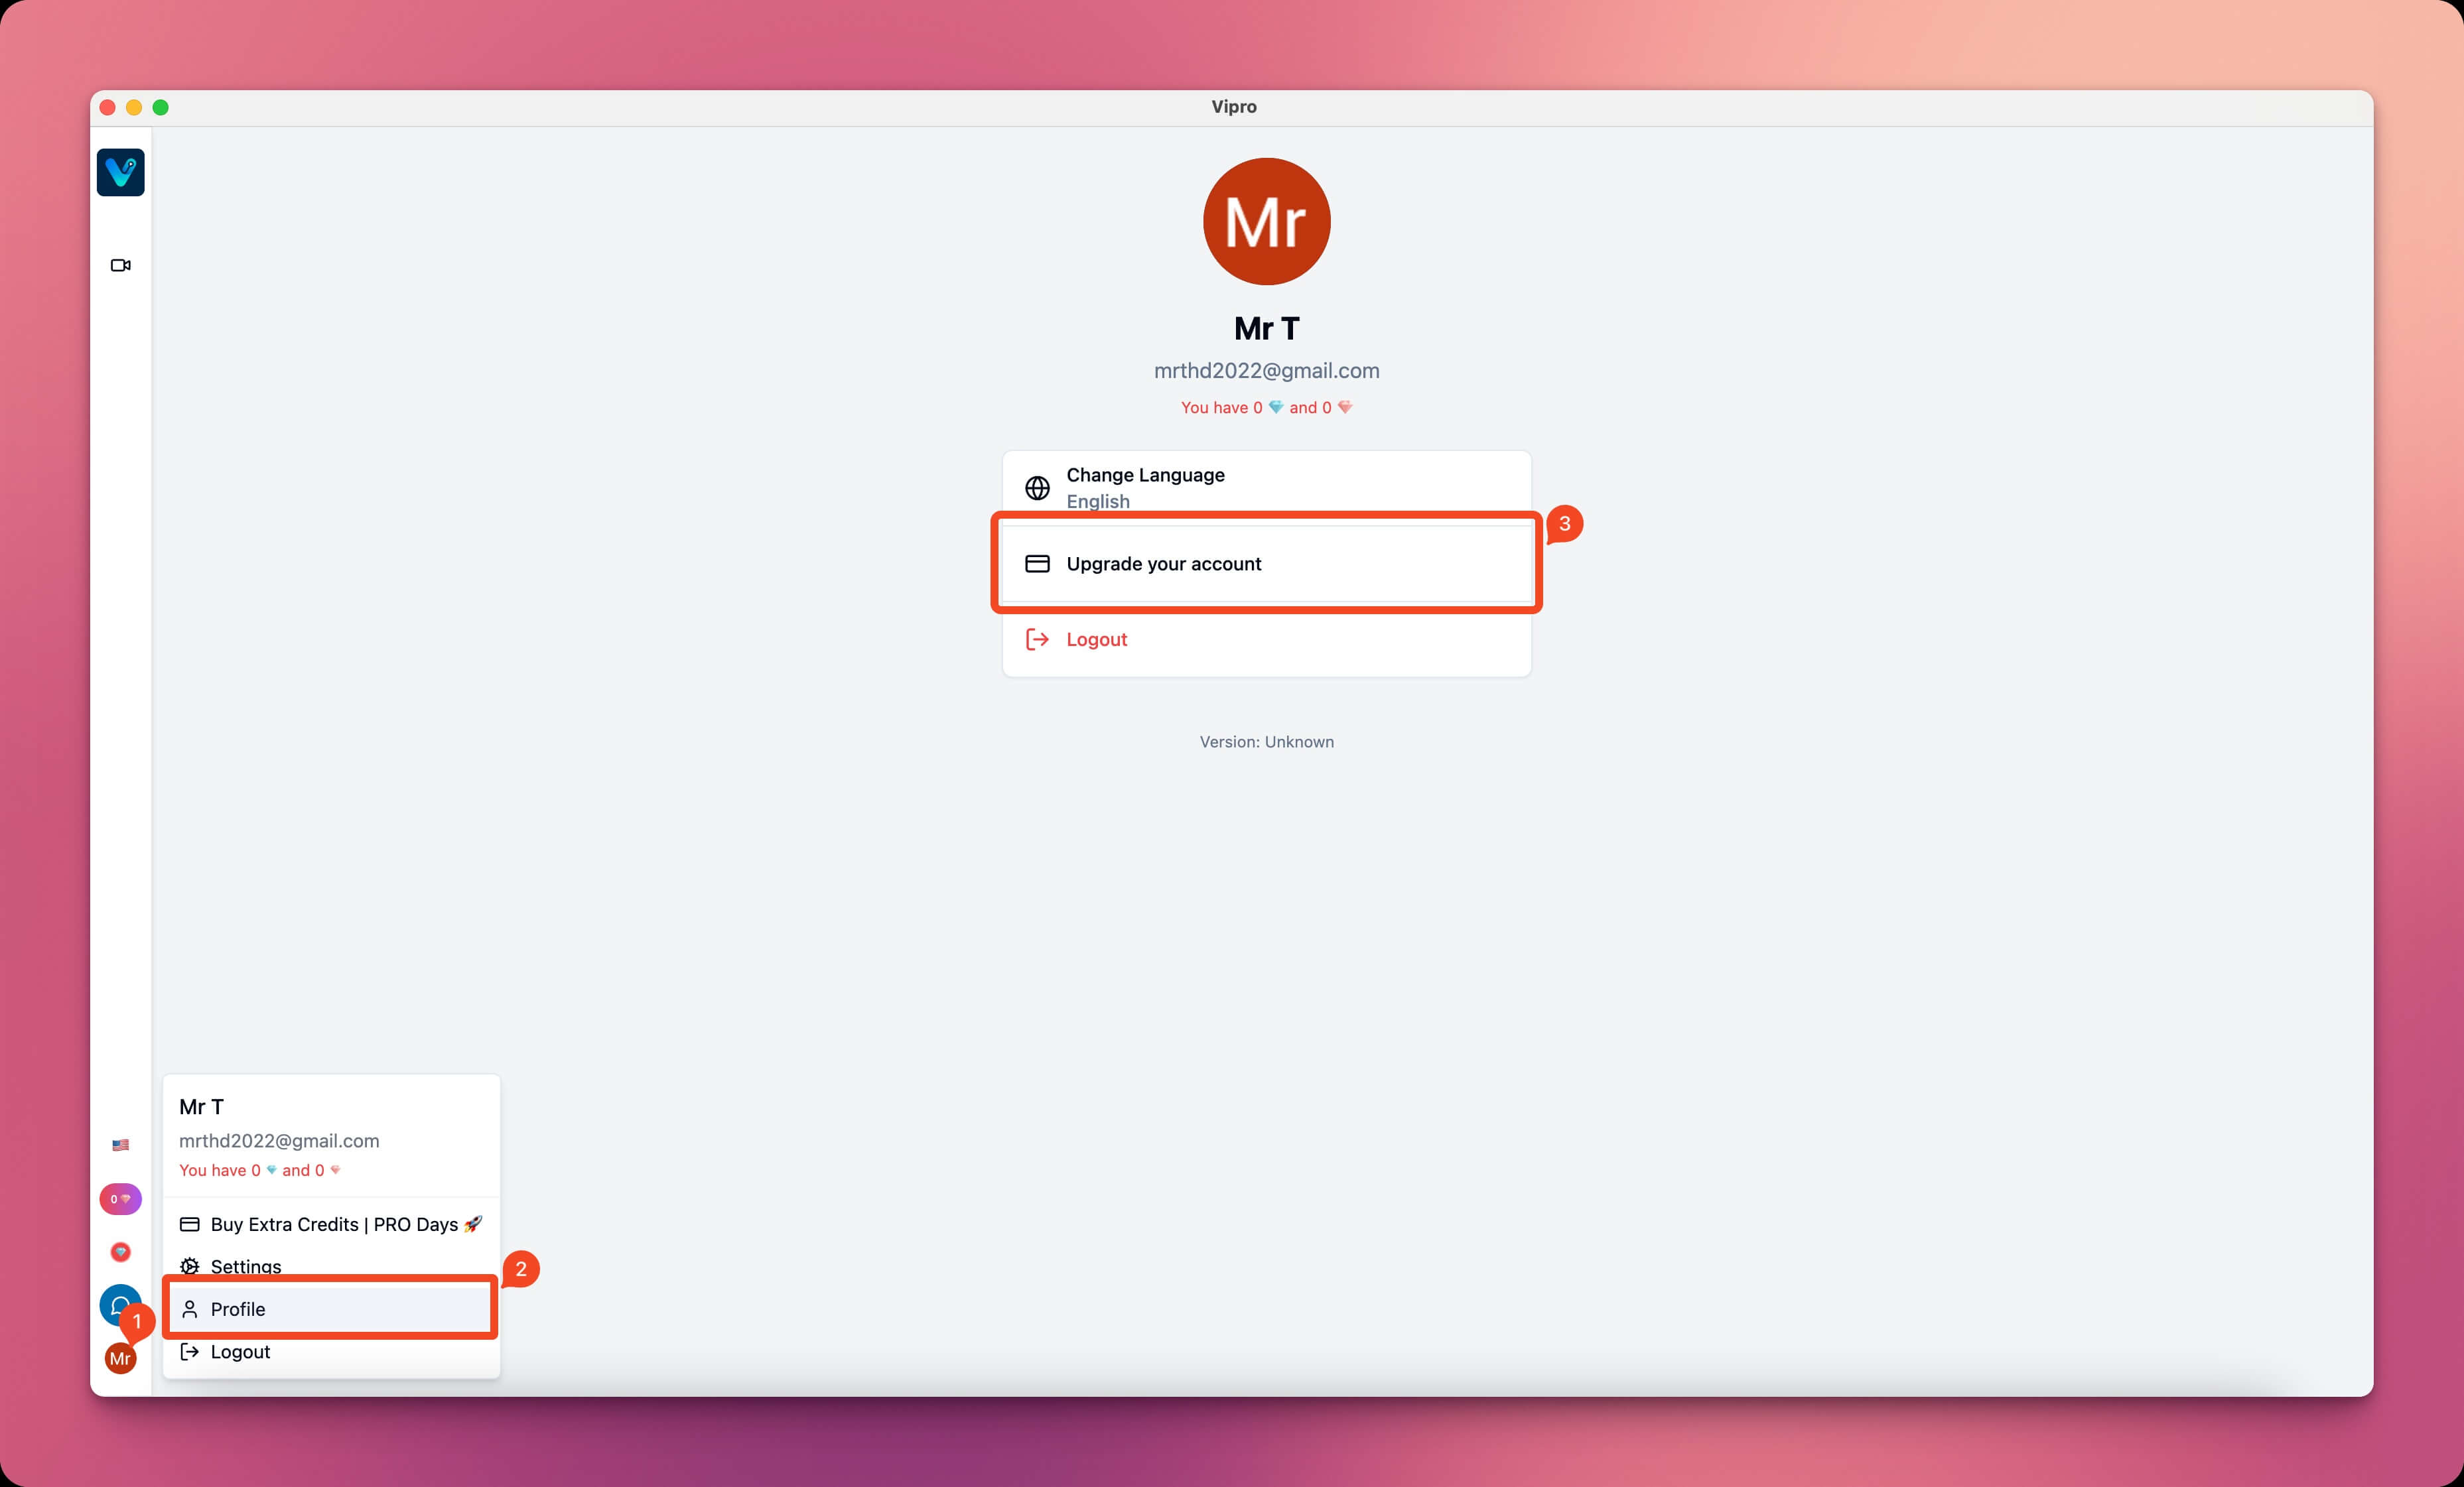 Vipro
Mr
Mr T
mrthd2022@gmail.com
You have 0 💎 and 0
Change Language
English
3
Upgrade your account
Logout
Version: Unknown
Mr T
mrthd2022@gmail.com
You have 0 💎 and 0
0
Buy Extra Credits | PRO Days 🚀
Settings
2
Profile
1
Logout
Mr